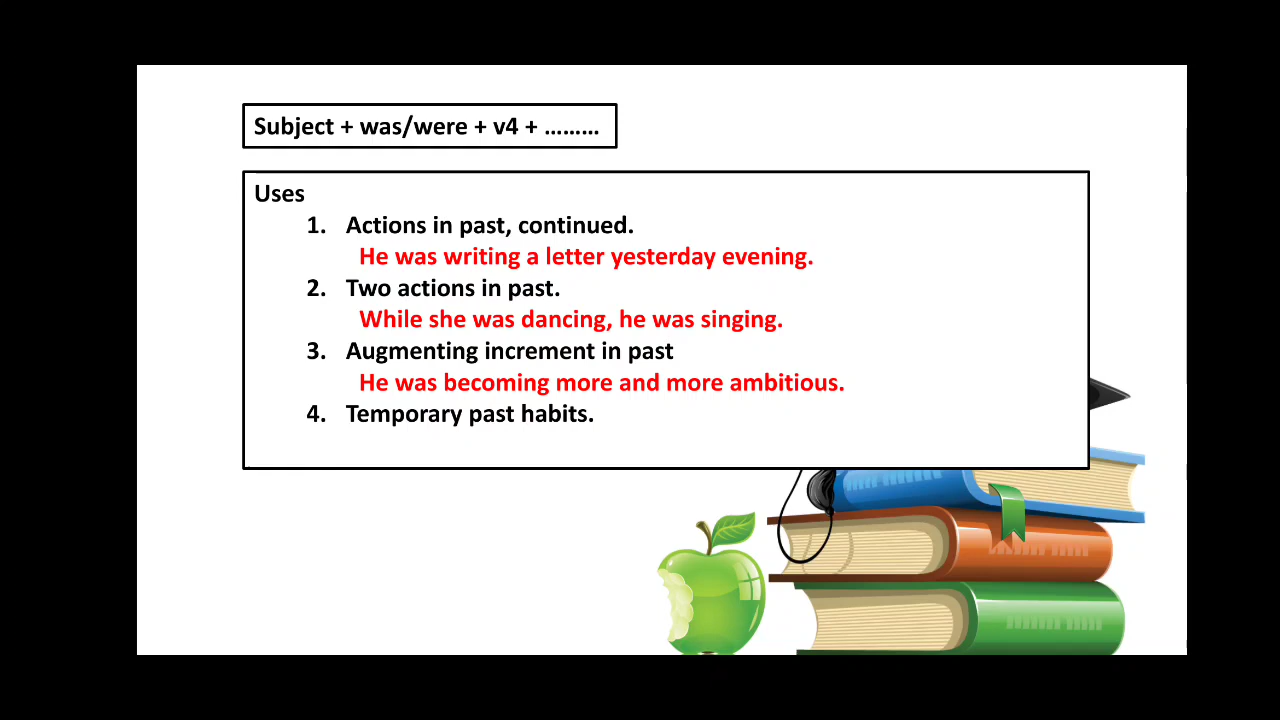 Subject + was/were + v4 + .........
Uses
1. Actions in past, continued.
He was writing a letter yesterday evening.
2. Two actions in past.
While she was dancing, he was singing.
3. Augmenting increment in past
He was becoming more and more ambitious.
4. Temporary past habits.